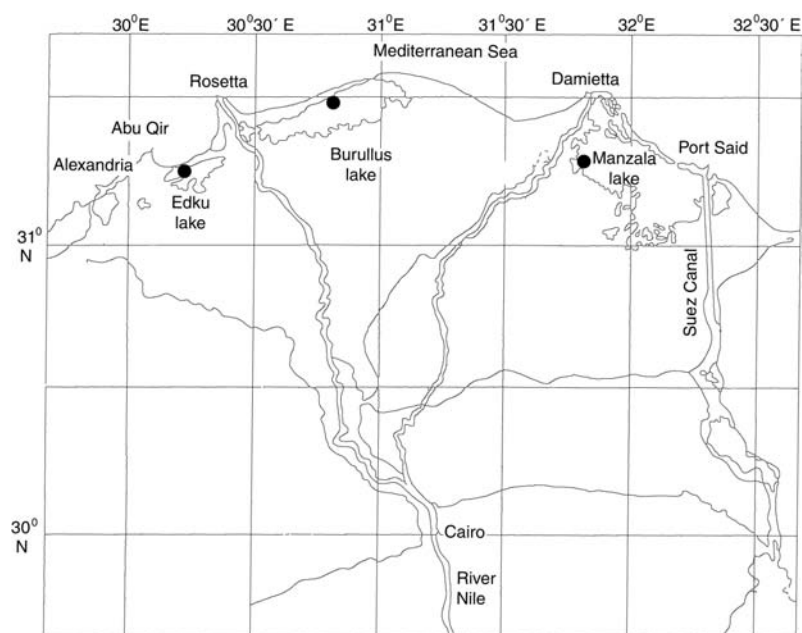 30°E
30°30'E
31°E
31°30'E
32°E
32°30'E
Mediterranean Sea
Rosetta
Damietta
Abu Qir
Alexandria
Burullus
lake
Manzala
lake
Port Said
Edku
lake
31°
N
Suez Canal
30°
N
Cairo
River
Nile